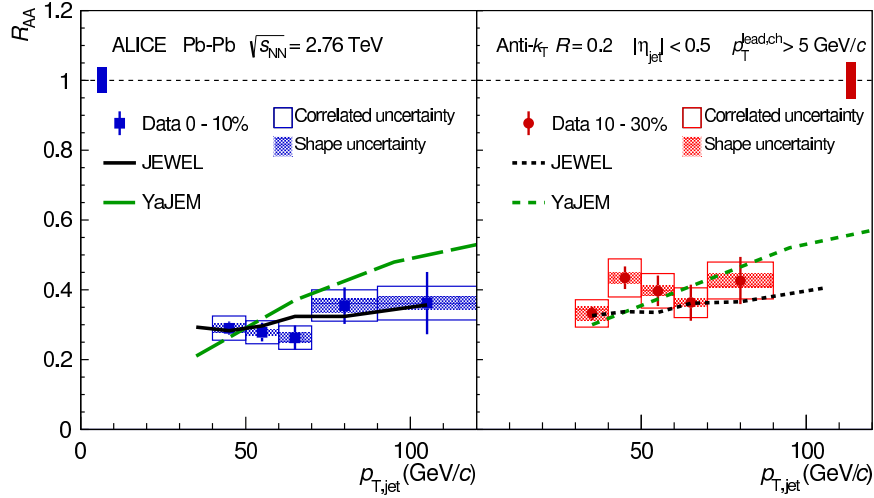 R_AA
1.2
1
0.8
0.6
0.4
0.2
0
ALICE Pb-Pb √s_NN = 2.76 TeV
Data 0 - 10%
Correlated uncertainty
Shape uncertainty
JEWEL
YaJEM
0 50 100
p_T,jet (GeV/c)
Anti-k_T R = 0.2 |η_jet| < 0.5 p_T^lead,ch > 5 GeV/c
Data 10 - 30%
Correlated uncertainty
Shape uncertainty
JEWEL
YaJEM
50 100
p_T,jet (GeV/c)